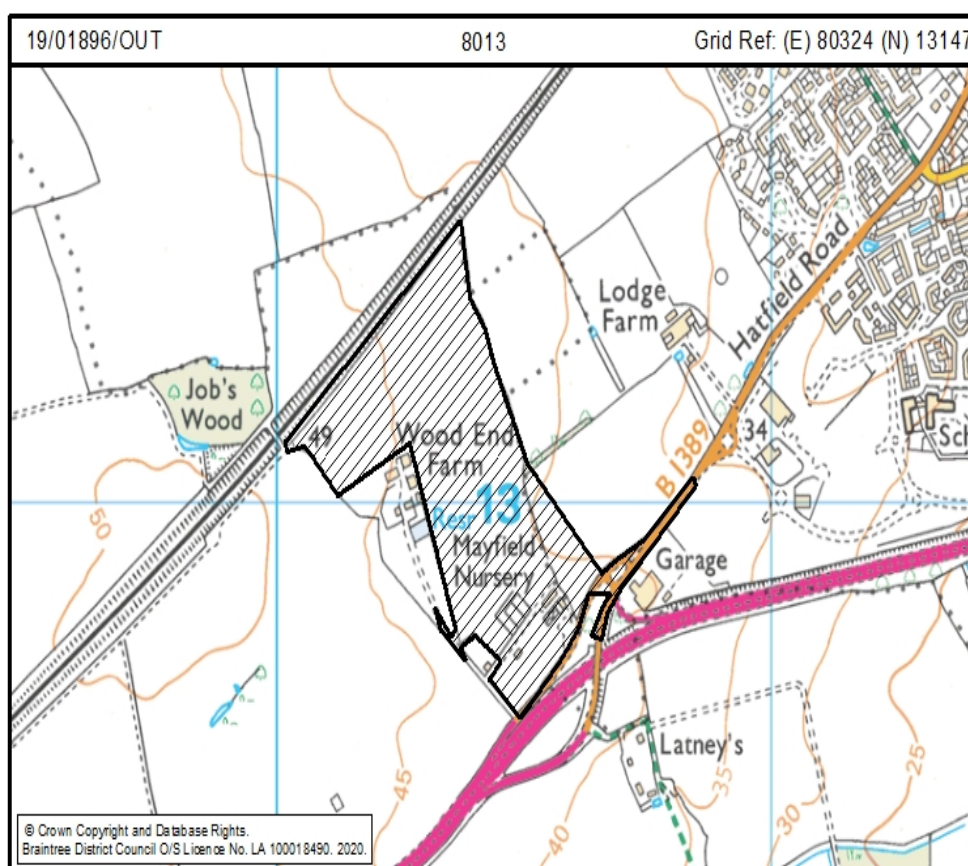 19/01896/OUT 8013 Grid Ref: (E) 80324 (N) 13147
Hatfield Road
Lodge
Farm
Job's
Wood
49
Wood End
Farm
B 1389
34
Sch
50
Resr 13
Mayfield
Nursery
Garage
Latney's
45
40
35
30
25
© Crown Copyright and Database Rights.
Braintree District Council O/S Licence No. LA 100018490. 2020.